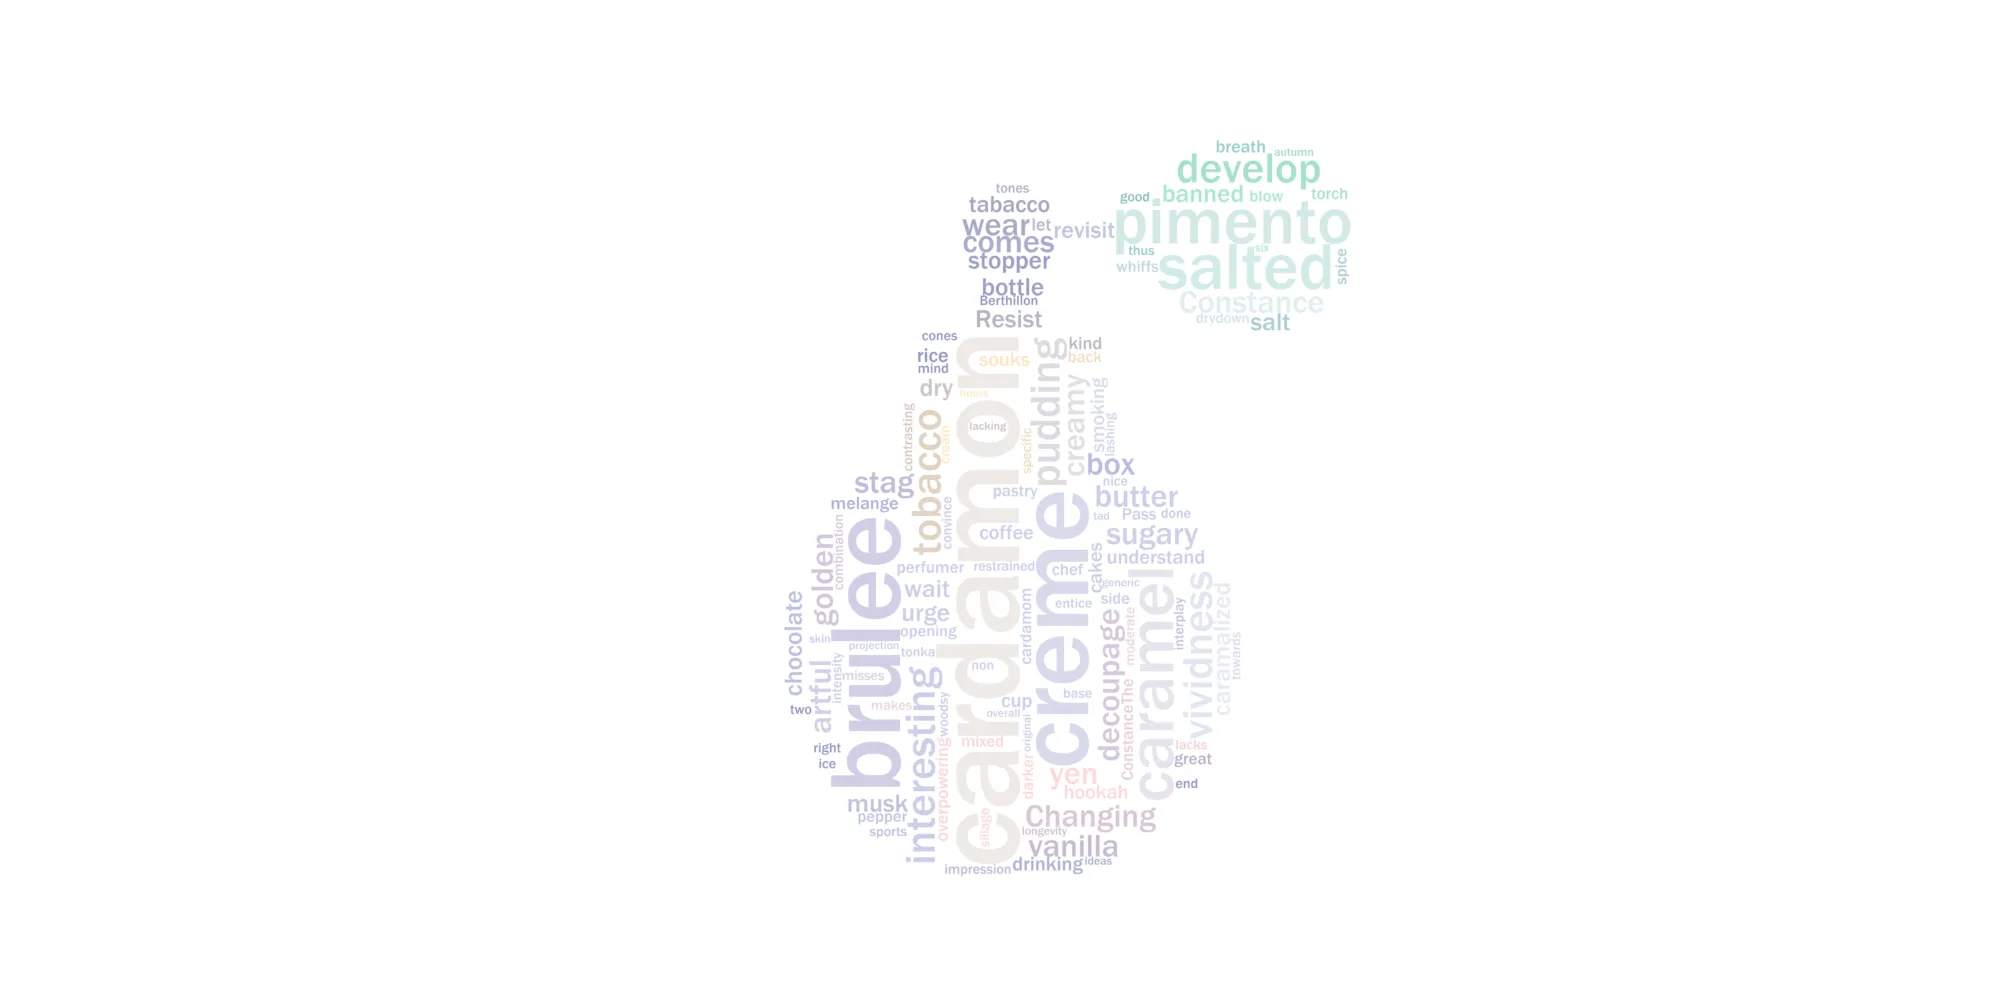 breath
autumn
develop
good
banned
blow
torch
pimento
thus
six
salted
whiffs
spice
Constance
drydown
salt
tones
tabacco
wear
let
revisit
comes
stopper
bottle
Berthillon
Resist
cones
rice
mind
souks
kind
back
dry
hours
cardamon
pudding
creamy
smoking
lashing
contrasting
tobacco
cream
lacking
specific
box
stag
melange
pastry
nice
butter
tad
Pass
done
convince
coffee
creme
sugary
understand
combination
golden
brulee
perfumer
restrained
chef
cakes
generic
wait
entice
side
urge
opening
cardamom
chocolate
skin
projection
tonka
artful
intensity
misses
non
decoupage
moderate
caramel
interplay
vividness
caramalized
towards
two
makes
interesting
woodsy
cup
base
overall
original
ConstanceThe
right
ice
mixed
lacks
great
overpowering
darker
yen
hookah
end
musk
pepper
sports
sillage
Changing
longevity
vanilla
impression
drinking
ideas